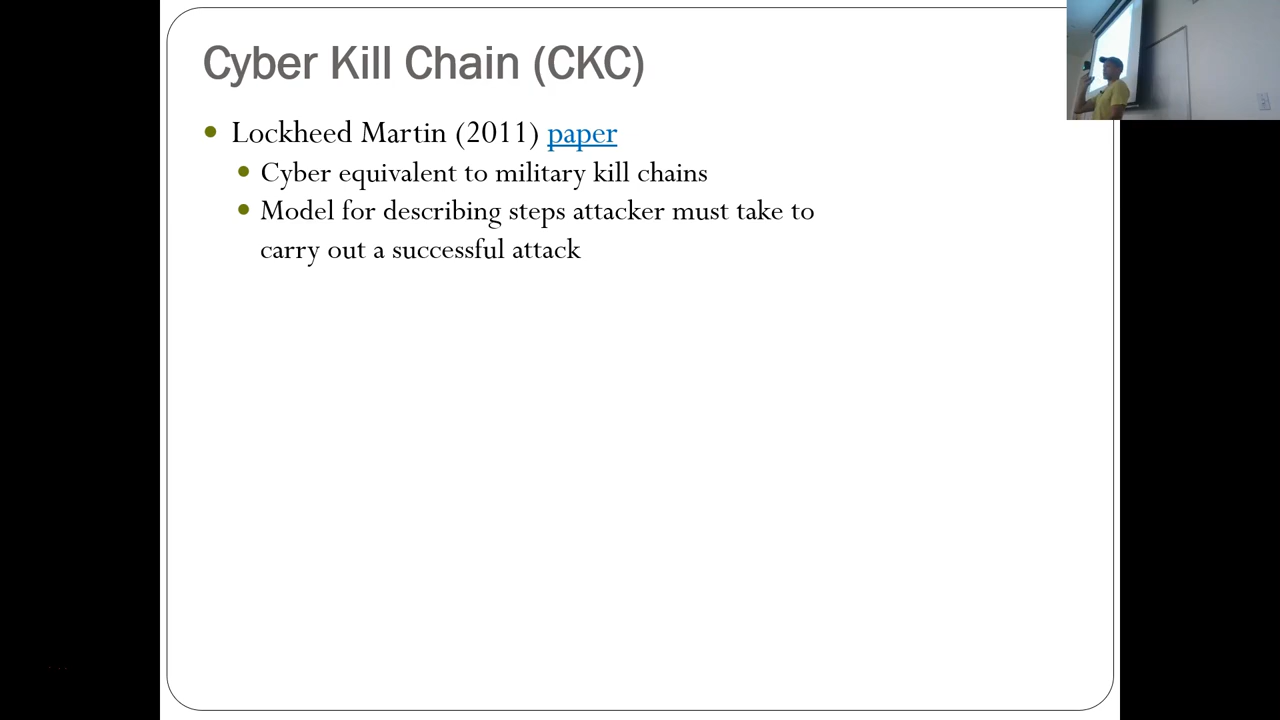 Cyber Kill Chain (CKC)
Lockheed Martin (2011) paper
Cyber equivalent to military kill chains
Model for describing steps attacker must take to
carry out a successful attack